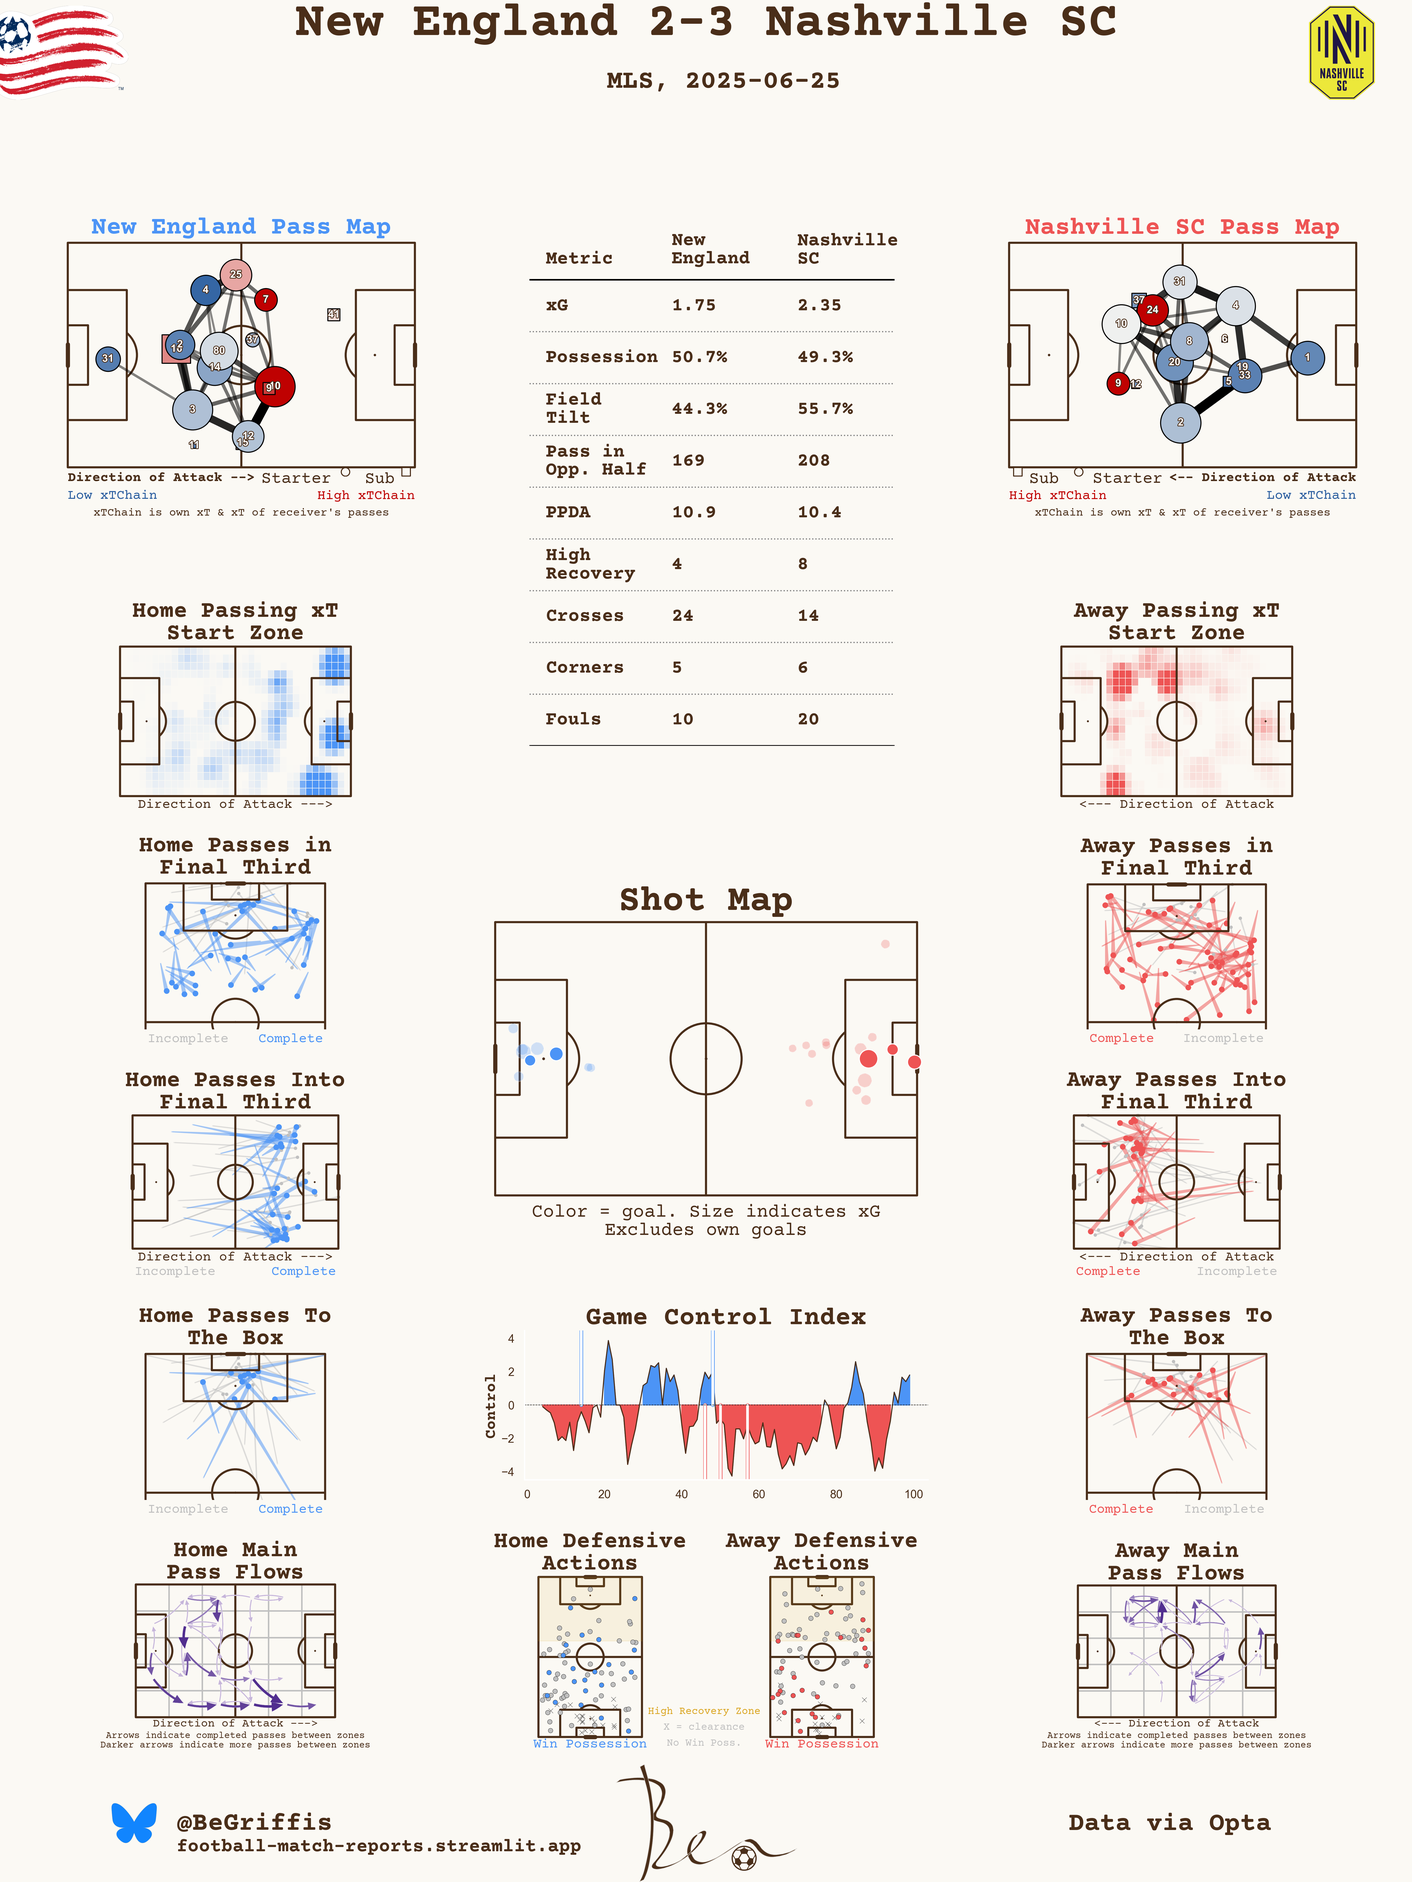 New England 2-3 Nashville SC
MLS, 2025-06-25
NASHVILLE
SC
TM
New England Pass Map
25
4
7
41
2
16
80
37
31
14
10
9
3
12
15
11
Direction of Attack --> Starter Sub
Low xTChain High xTChain
xTChain is own xT & xT of receiver's passes
Metric New England Nashville SC
xG 1.75 2.35
Possession 50.7% 49.3%
Field Tilt 44.3% 55.7%
Pass in Opp. Half 169 208
PPDA 10.9 10.4
High Recovery 4 8
Crosses 24 14
Corners 5 6
Fouls 10 20
Nashville SC Pass Map
31
37
24
4
10
8
6
1
20
19
33
5
9
12
2
Sub Starter <-- Direction of Attack
High xTChain Low xTChain
xTChain is own xT & xT of receiver's passes
Home Passing xT
Start Zone
Direction of Attack --->
Away Passing xT
Start Zone
<--- Direction of Attack
Home Passes in
Final Third
Incomplete Complete
Away Passes in
Final Third
Complete Incomplete
Shot Map
Color = goal. Size indicates xG
Excludes own goals
Home Passes Into
Final Third
Direction of Attack --->
Incomplete Complete
Away Passes Into
Final Third
<--- Direction of Attack
Complete Incomplete
Home Passes To
The Box
Incomplete Complete
Game Control Index
Control
4
2
0
−2
−4
0 20 40 60 80 100
Away Passes To
The Box
Complete Incomplete
Home Main
Pass Flows
Direction of Attack --->
Arrows indicate completed passes between zones
Darker arrows indicate more passes between zones
Home Defensive
Actions
Win Possession
High Recovery Zone
X = clearance
No Win Poss.
Away Defensive
Actions
Win Possession
Away Main
Pass Flows
<--- Direction of Attack
Arrows indicate completed passes between zones
Darker arrows indicate more passes between zones
@BeGriffis
football-match-reports.streamlit.app
Ben
Data via Opta